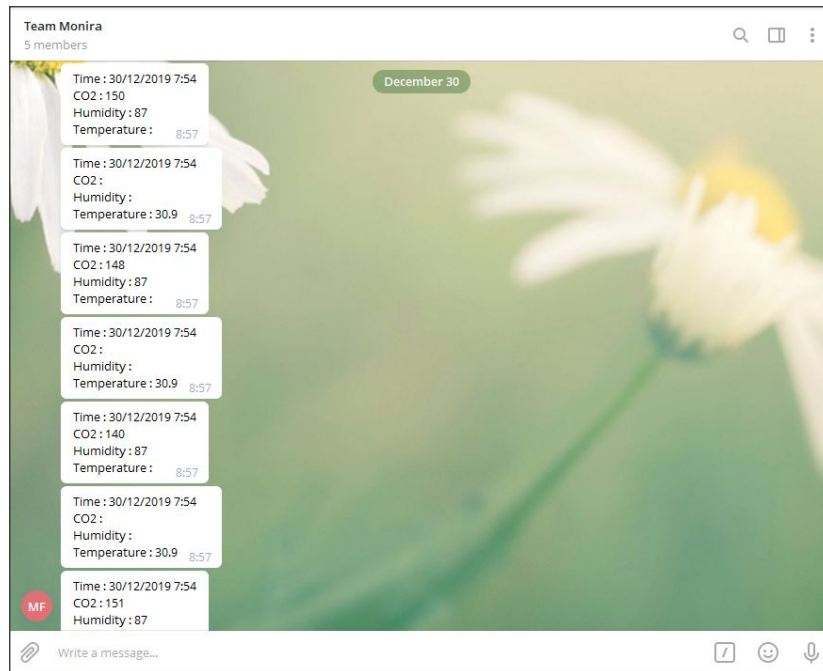 Team Monira
5 members
December 30
Time : 30/12/2019 7:54
CO2 : 150
Humidity : 87
Temperature :
8:57
Time : 30/12/2019 7:54
CO2 :
Humidity :
Temperature : 30.9
8:57
Time : 30/12/2019 7:54
CO2 : 148
Humidity : 87
Temperature :
8:57
Time : 30/12/2019 7:54
CO2 :
Humidity :
Temperature : 30.9
8:57
Time : 30/12/2019 7:54
CO2 : 140
Humidity : 87
Temperature :
8:57
Time : 30/12/2019 7:54
CO2 :
Humidity :
Temperature : 30.9
8:57
Time : 30/12/2019 7:54
CO2 : 151
Humidity : 87
MF
Write a message...